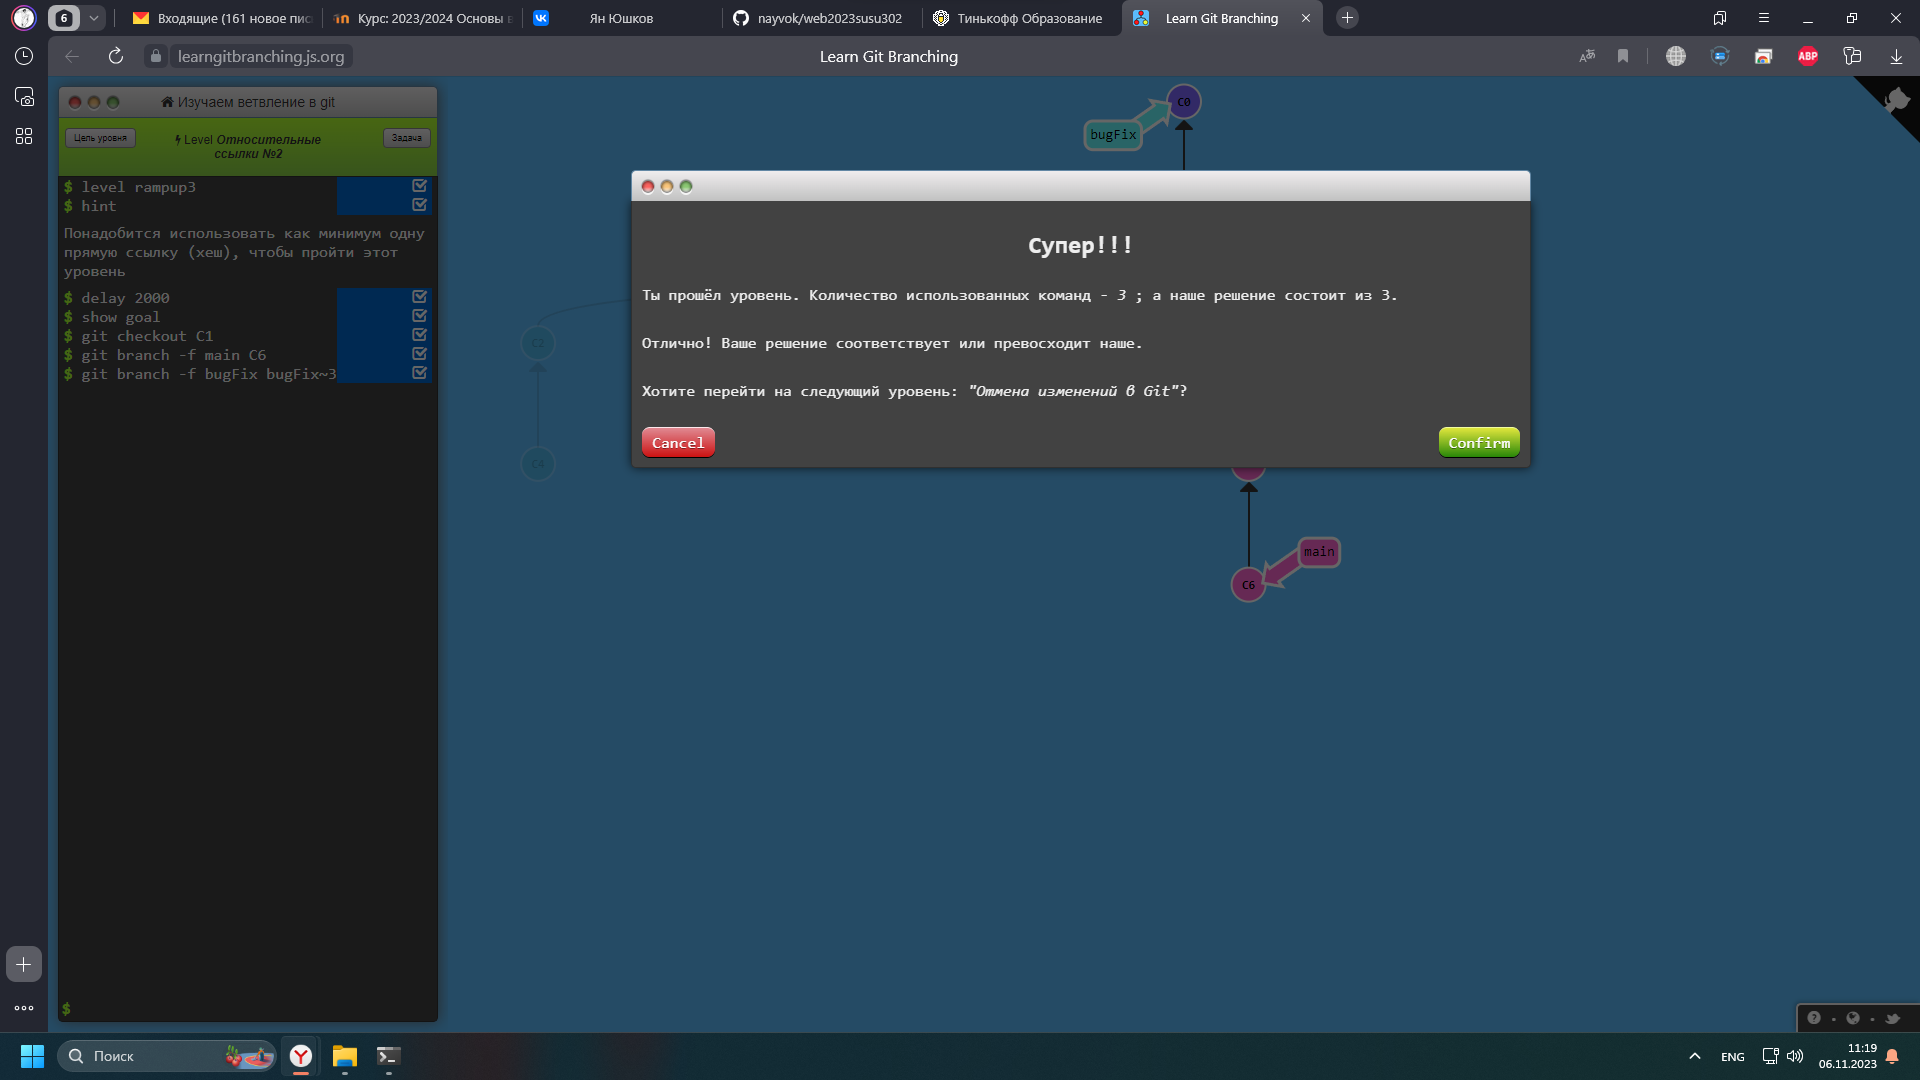 6
Входящие (161 новое пис
Курс: 2023/2024 Основы в
Ян Юшков
nayvok/web2023susu302
Тинькофф Образование
Learn Git Branching
learngitbranching.js.org
Learn Git Branching
ABP
Изучаем ветвление в git
Цель уровня
Level Относительные
ссылки №2
Задача
$ level rampup3
$ hint
Понадобится использовать как минимум одну
прямую ссылку (хеш), чтобы пройти этот
уровень
$ delay 2000
$ show goal
$ git checkout C1
$ git branch -f main C6
$ git branch -f bugFix bugFix~3
$
C0
bugFix
C2
C4
Супер!!!
Ты прошёл уровень. Количество использованных команд - 3 ; а наше решение состоит из 3.
Отлично! Ваше решение соответствует или превосходит наше.
Хотите перейти на следующий уровень: "Отмена изменений в Git"?
Cancel
Confirm
main
C6
Поиск
ENG
11:19
06.11.2023